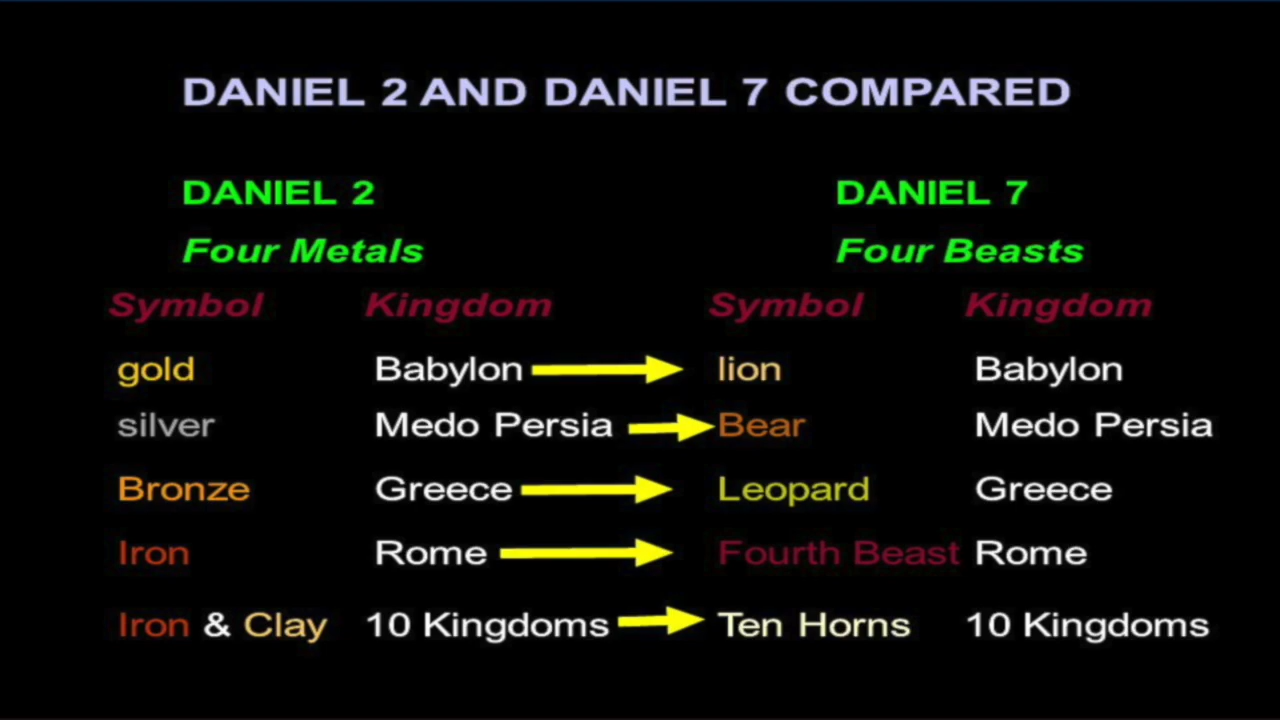 DANIEL 2 AND DANIEL 7 COMPARED
DANIEL 2 DANIEL 7
Four Metals Four Beasts
Symbol Kingdom Symbol Kingdom
gold Babylon lion Babylon
silver Medo Persia Bear Medo Persia
Bronze Greece Leopard Greece
Iron Rome Fourth Beast Rome
Iron & Clay 10 Kingdoms Ten Horns 10 Kingdoms